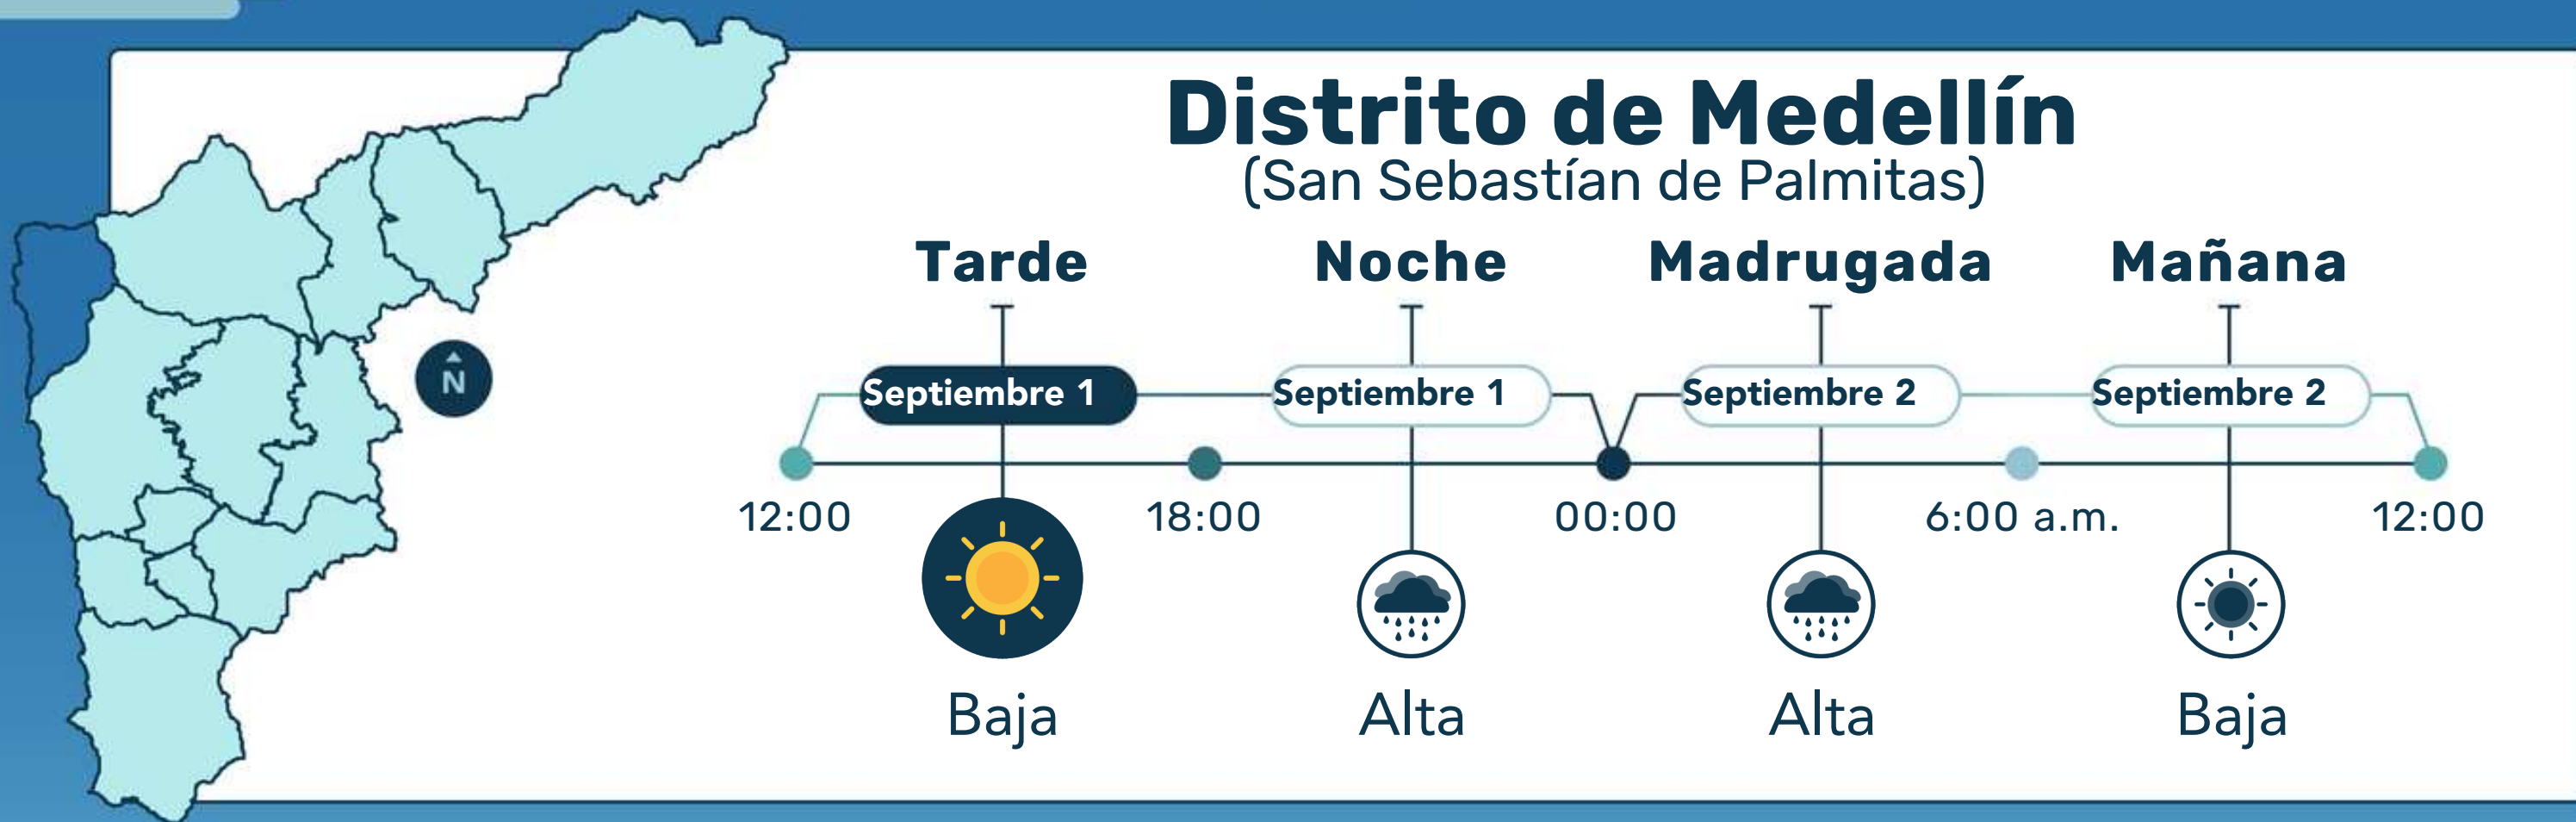 Distrito de Medellín
(San Sebastían de Palmitas)
Tarde Noche Madrugada Mañana
Septiembre 1 Septiembre 1 Septiembre 2 Septiembre 2
N
12:00 18:00 00:00 6:00 a.m. 12:00
Baja Alta Alta Baja